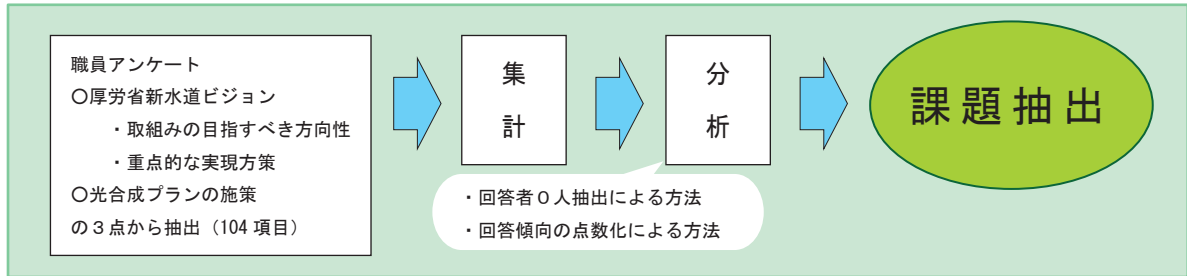 職員アンケート
〇厚労省新水道ビジョン
・取組みの目指すべき方向性
・重点的な実現方策
〇光合成プランの施策
の３点から抽出（104 項目）
集計
分析
・回答者０人抽出による方法
・回答傾向の点数化による方法
課題抽出